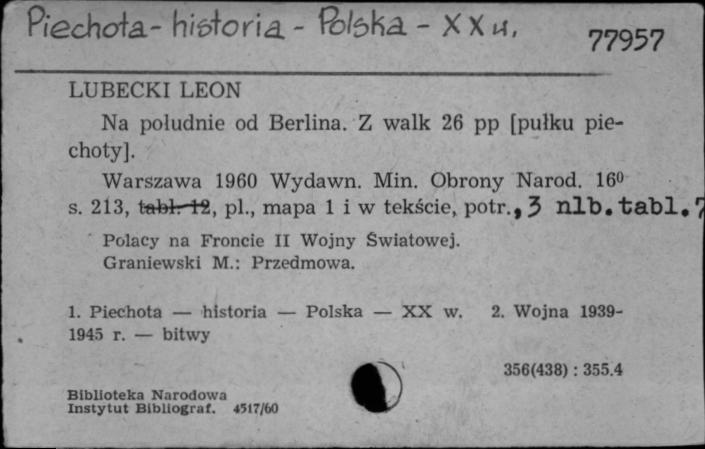 Piechota - historia - Polska - XX w.
77957
LUBECKI LEON
Na południe od Berlina. Z walk 26 pp [pułku pie-
choty].
Warszawa 1960 Wydawn. Min. Obrony Narod. 16⁰
s. 213, tabl. 12, pl., mapa 1 i w tekście, potr., 3 nlb. tabl.
Polacy na Froncie II Wojny Światowej.
Graniewski M.: Przedmowa.
1. Piechota — historia — Polska — XX w. 2. Wojna 1939-
1945 r. — bitwy
356(438) : 355.4
Biblioteka Narodowa
Instytut Bibliograf. 4517/60